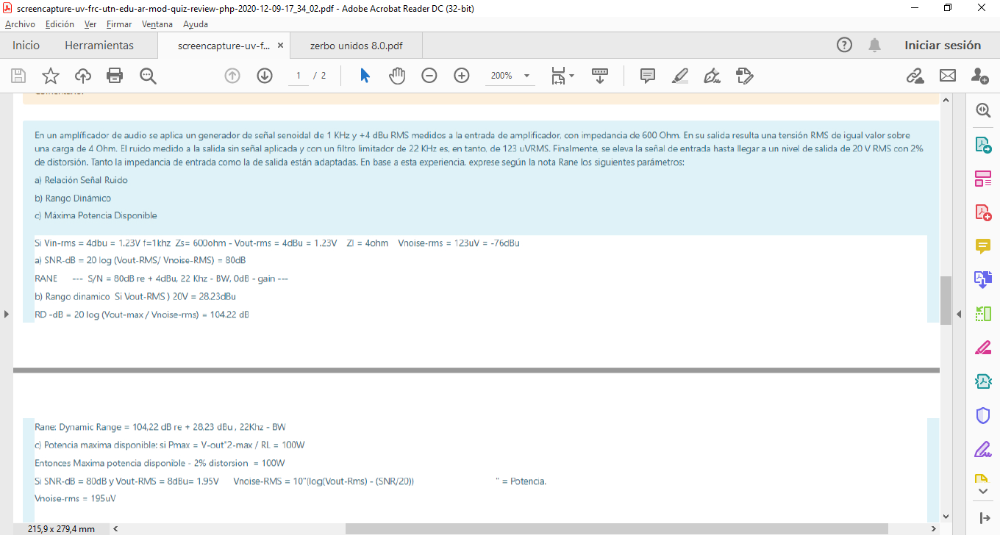 screencapture-uv-frc-utn-edu-ar-mod-quiz-review-php-2020-12-09-17_34_02.pdf - Adobe Acrobat Reader DC (32-bit)
Archivo Edición Ver Firmar Ventana Ayuda
Inicio Herramientas screencapture-uv-f... × zerbo unidos 8.0.pdf Iniciar sesión
1 / 2 200%
En un amplificador de audio se aplica un generador de señal senoidal de 1 KHz y +4 dBu RMS medidos a la entrada de amplificador, con impedancia de 600 Ohm. En su salida resulta una tensión RMS de igual valor sobre
una carga de 4 Ohm. El ruido medido a la salida sin señal aplicada y con un filtro limitador de 22 KHz es, en tanto, de 123 uVRMS. Finalmente, se eleva la señal de entrada hasta llegar a un nivel de salida de 20 V RMS con 2%
de distorsión. Tanto la impedancia de entrada como la de salida están adaptadas. En base a esta experiencia, exprese según la nota Rane los siguientes parámetros:
a) Relación Señal Ruido
b) Rango Dinámico
c) Máxima Potencia Disponible
Si Vin-rms = 4dbu = 1.23V f=1khz Zs= 600ohm - Vout-rms = 4dBu = 1.23V Zl = 4ohm Vnoise-rms = 123uV = -76dBu
a) SNR-dB = 20 log (Vout-RMS/ Vnoise-RMS) = 80dB
RANE --- S/N = 80dB re + 4dBu, 22 Khz - BW, 0dB - gain ---
b) Rango dinamico Si Vout-RMS ) 20V = 28.23dBu
RD -dB = 20 log (Vout-max / Vnoise-rms) = 104.22 dB
Rane: Dynamic Range = 104,22 dB re + 28,23 dBu , 22Khz - BW
c) Potencia maxima disponible: si Pmax = V-out"2-max / RL = 100W
Entonces Maxima potencia disponible - 2% distorsion = 100W
Si SNR-dB = 80dB y Vout-RMS = 8dBu= 1.95V Vnoise-RMS = 10"(log(Vout-Rms) - (SNR/20)) " = Potencia.
Vnoise-rms = 195uV
215,9 x 279,4 mm